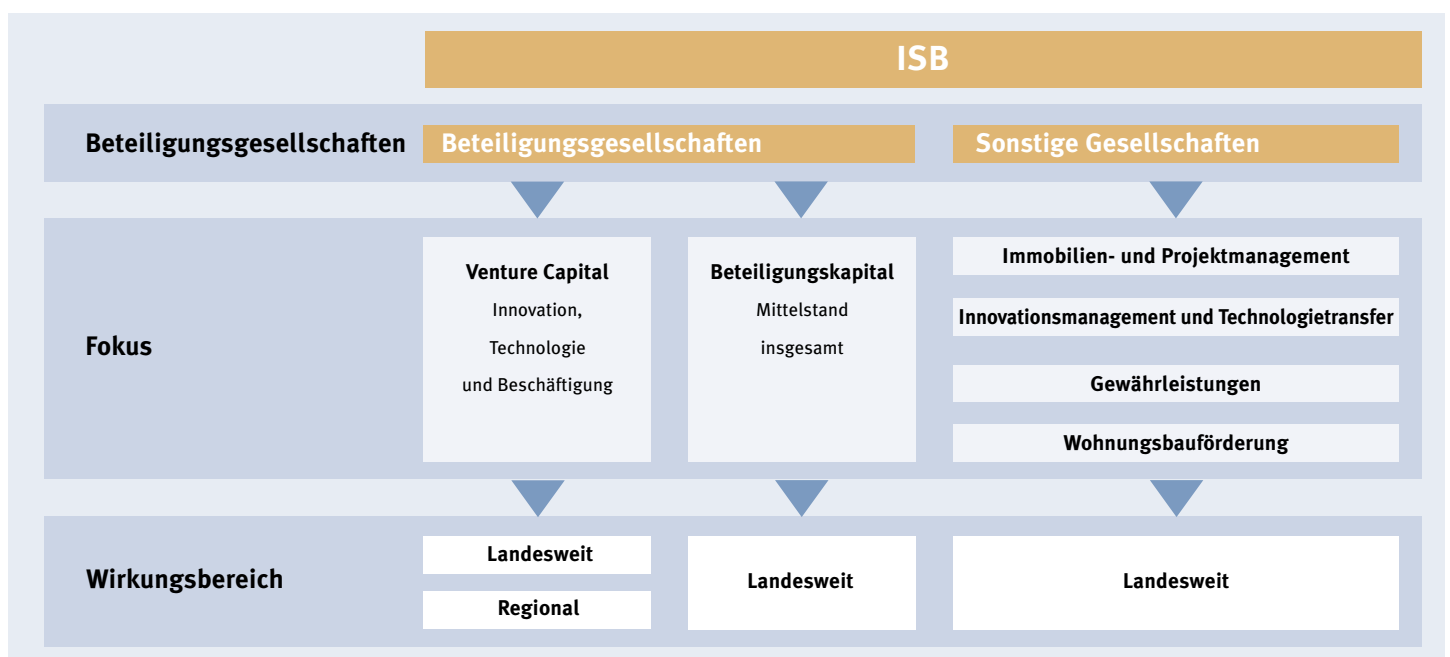 ISB
Beteiligungsgesellschaften
Beteiligungsgesellschaften
Sonstige Gesellschaften
Fokus
Venture Capital
Innovation,
Technologie
und Beschäftigung
Beteiligungskapital
Mittelstand
insgesamt
Immobilien- und Projektmanagement
Innovationsmanagement und Technologietransfer
Gewährleistungen
Wohnungsbauförderung
Wirkungsbereich
Landesweit
Regional
Landesweit
Landesweit